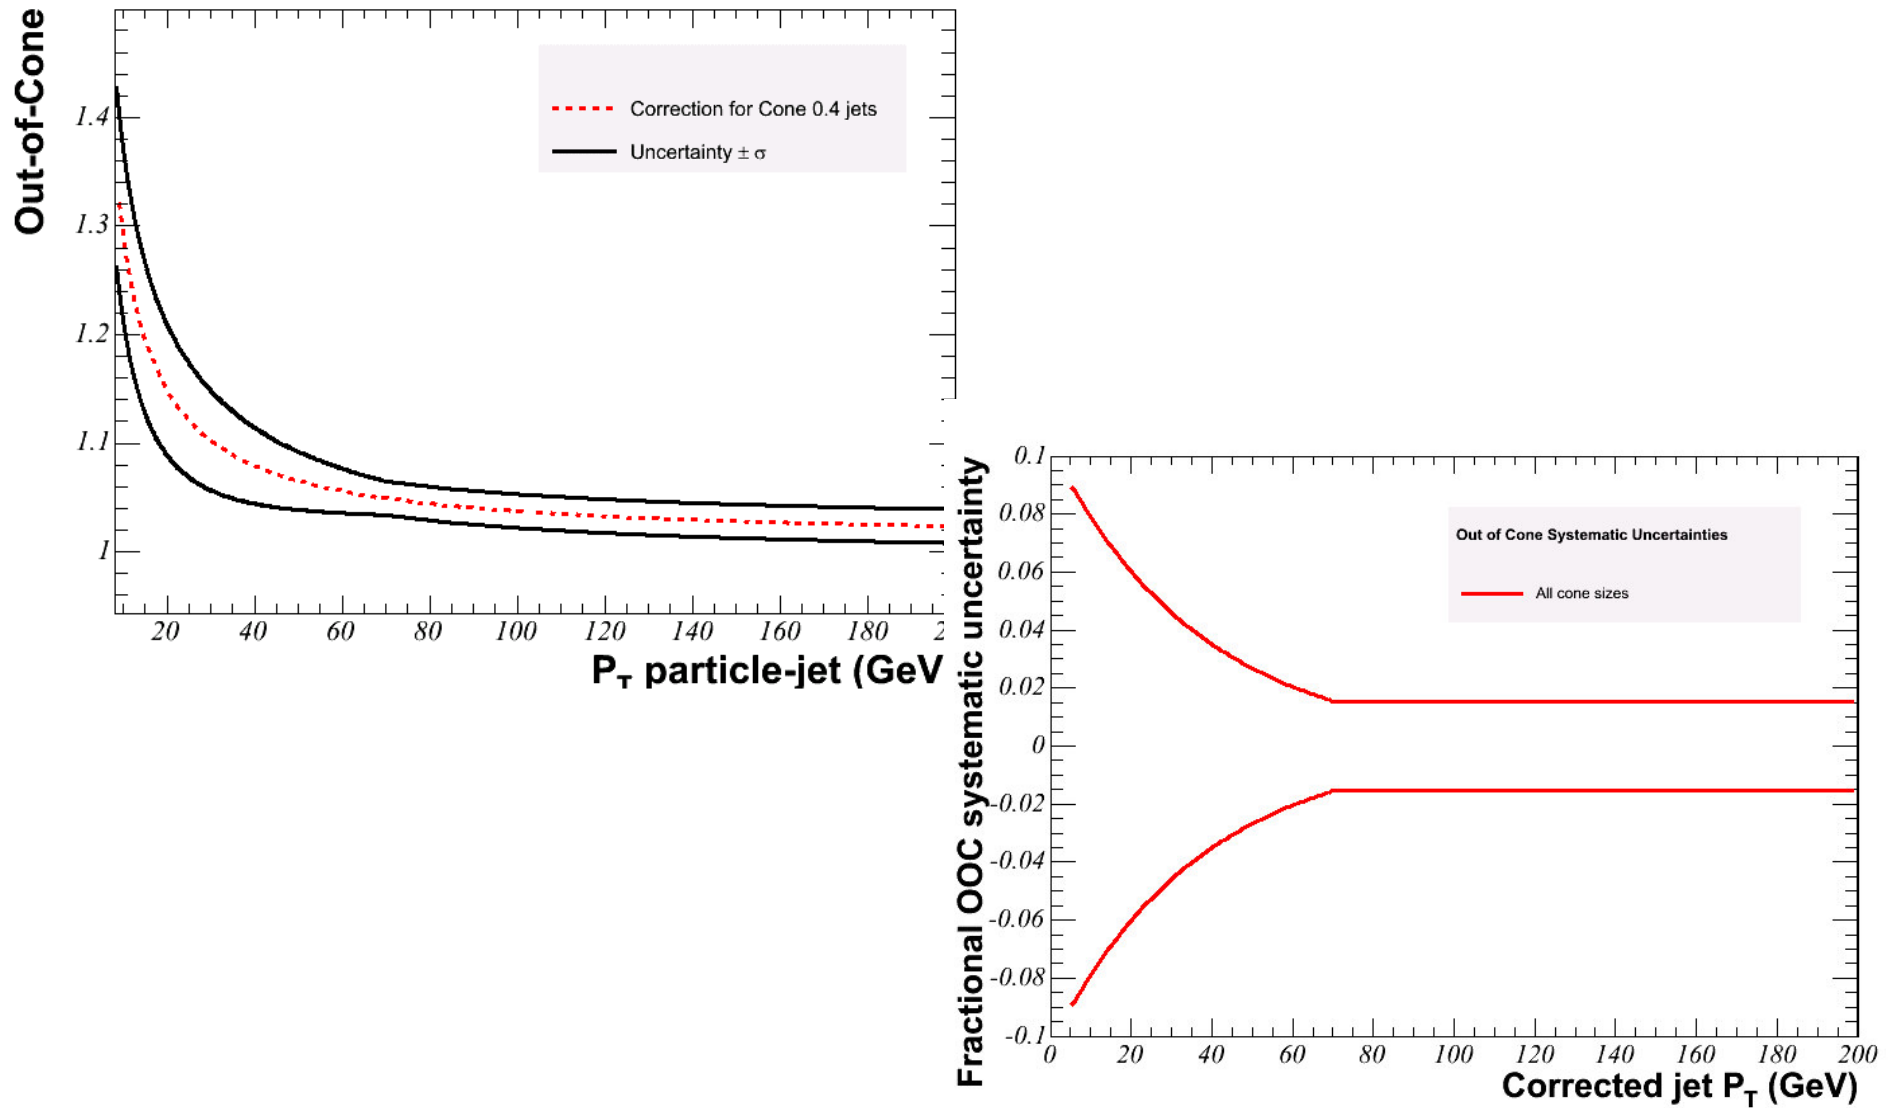 Out-of-Cone
1.4
1.3
1.2
1.1
1
Correction for Cone 0.4 jets
Uncertainty ± σ
20 40 60 80 100 120 140 160 180 2
P_T particle-jet (GeV
Fractional OOC systematic uncertainty
0.1
0.08
0.06
0.04
0.02
0
-0.02
-0.04
-0.06
-0.08
-0.1
Out of Cone Systematic Uncertainties
All cone sizes
0 20 40 60 80 100 120 140 160 180 200
Corrected jet P_T (GeV)